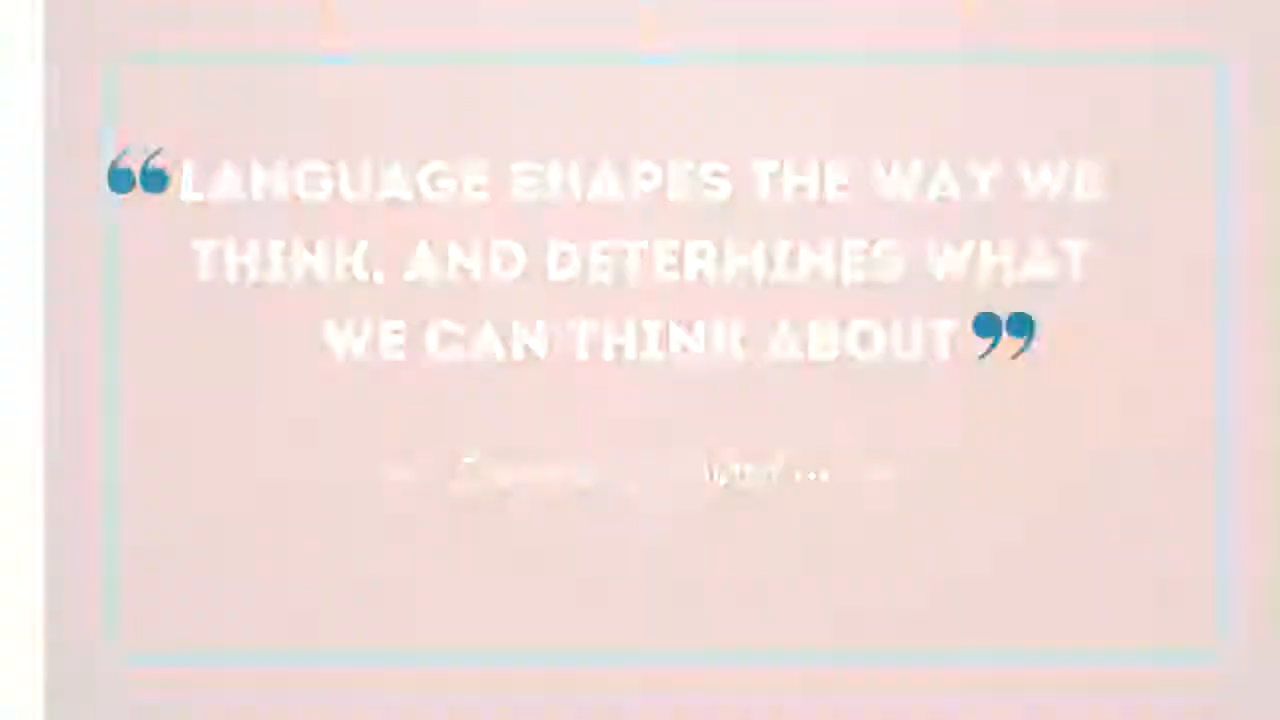 “LANGUAGE SHAPES THE WAY WE
THINK, AND DETERMINES WHAT
WE CAN THINK ABOUT”